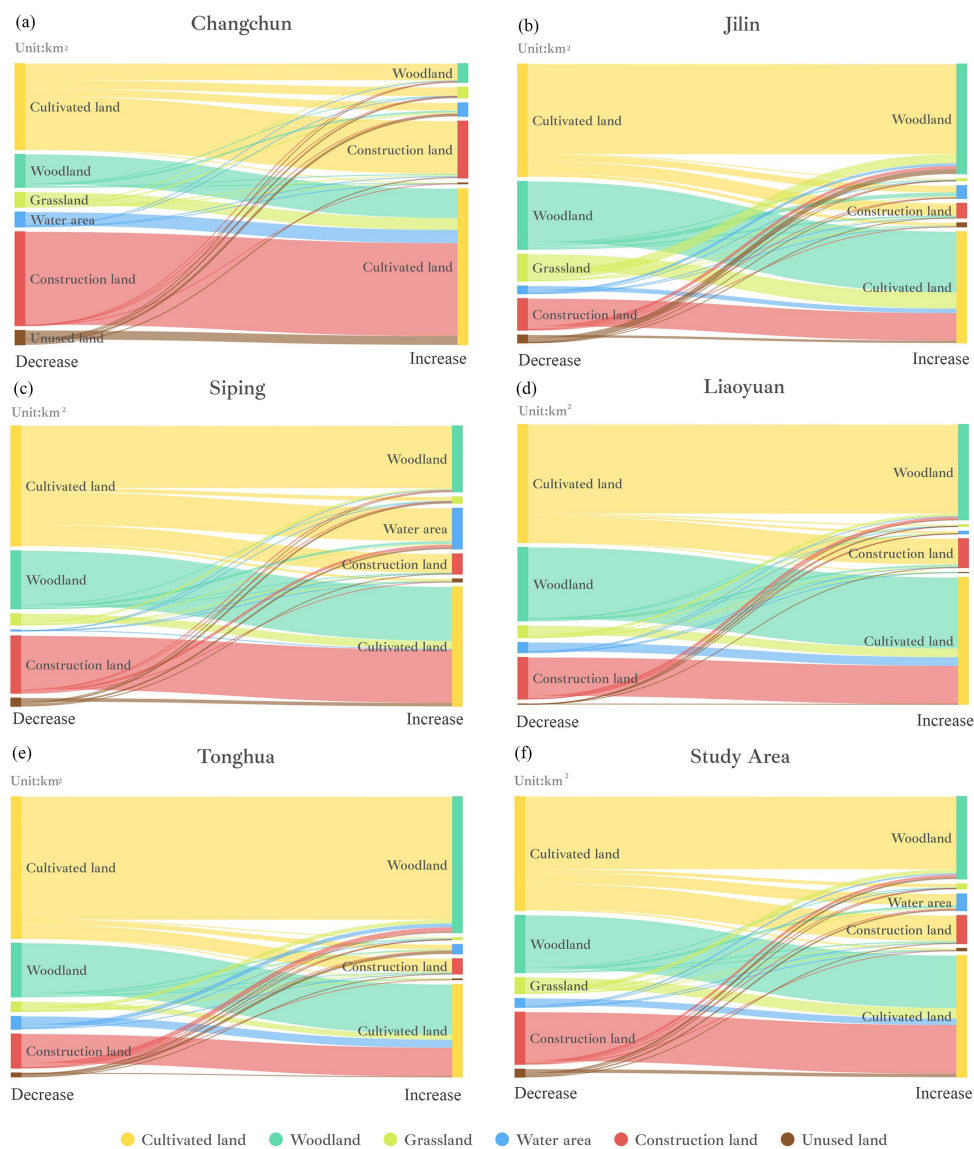 (a)
Changchun
Unit:km²
Cultivated land
Woodland
Grassland
Water area
Construction land
Unused land
Woodland
Construction land
Cultivated land
Decrease
Increase
(b)
Jilin
Unit:km²
Cultivated land
Woodland
Grassland
Construction land
Woodland
Construction land
Cultivated land
Decrease
Increase
(c)
Siping
Unit:km²
Cultivated land
Woodland
Construction land
Woodland
Water area
Construction land
Cultivated land
Decrease
Increase
(d)
Liaoyuan
Unit:km²
Cultivated land
Woodland
Construction land
Woodland
Construction land
Cultivated land
Decrease
Increase
(e)
Tonghua
Unit:km²
Cultivated land
Woodland
Construction land
Woodland
Construction land
Cultivated land
Decrease
Increase
(f)
Study Area
Unit:km²
Cultivated land
Woodland
Grassland
Construction land
Woodland
Water area
Construction land
Cultivated land
Decrease
Increase
Cultivated land Woodland Grassland Water area Construction land Unused land